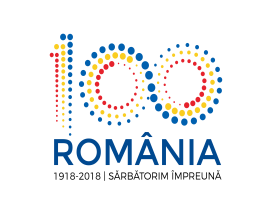 100
ROMÂNIA
1918-2018 | SĂRBĂTORIM ÎMPREUNĂ